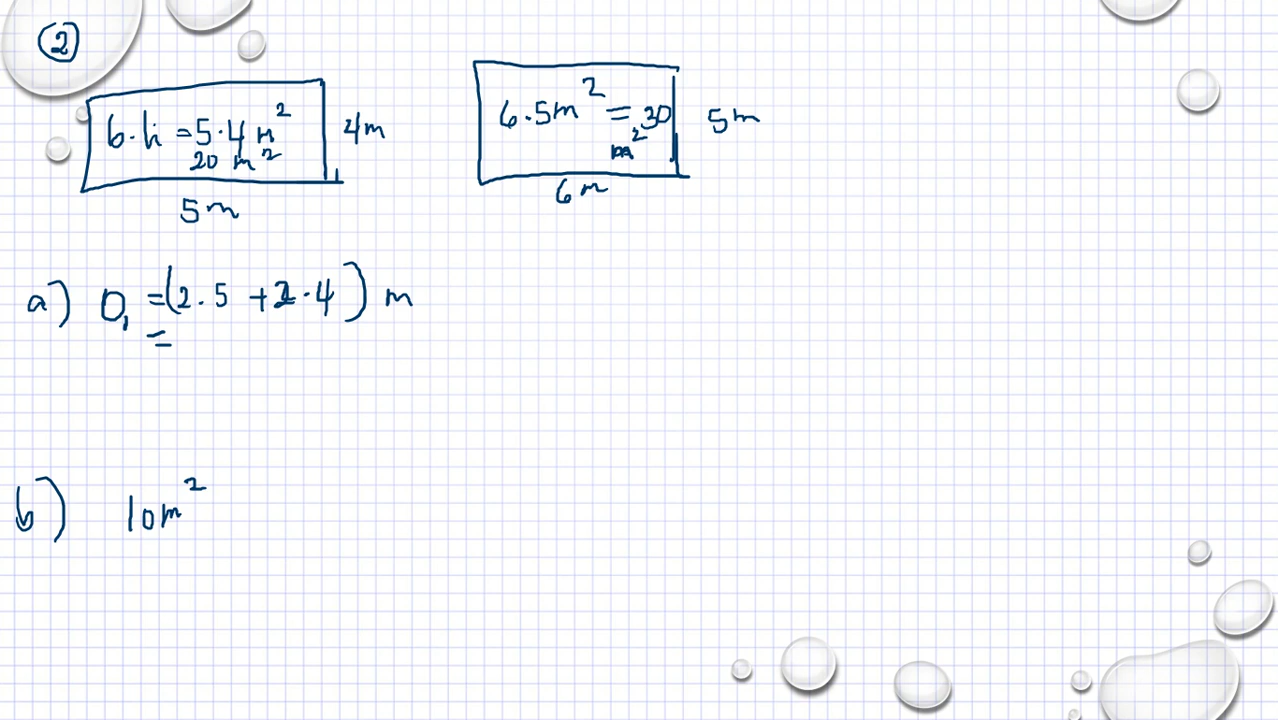 2
b·h = 5·4 m²
20 m²
4m
5m
6·5m² = 30
m²
5m
6m
a) O₁ = (2·5 + 2·4) m
=
b) 10m²